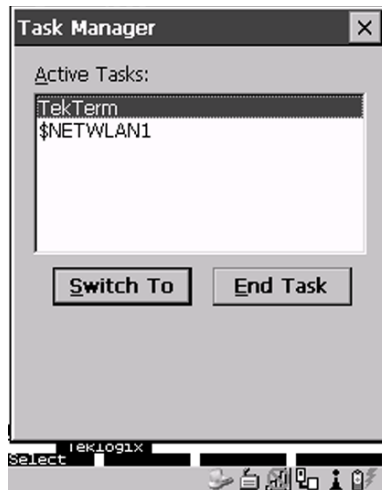 Task Manager
Active Tasks:
TekTerm
$NETWLAN1
Switch To
End Task
Teklogix
Select